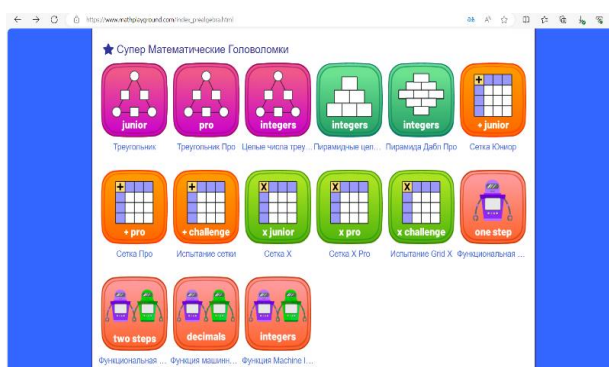 https://www.mathplayground.com/index_prealgebra.html
Супер Математические Головоломки
junior pro integers integers integers + junior
Треугольник Треугольник Про Целые числа треу... Пирамидные цел... Пирамида Дабл Про Сетка Юниор
+ pro + challenge x junior x pro x challenge one step
Сетка Про Испытание сетки Сетка X Сетка X Pro Испытание Grid X Функциональная ...
two steps decimals integers
Функциональная ... Функция машинн... Функция Machine I...